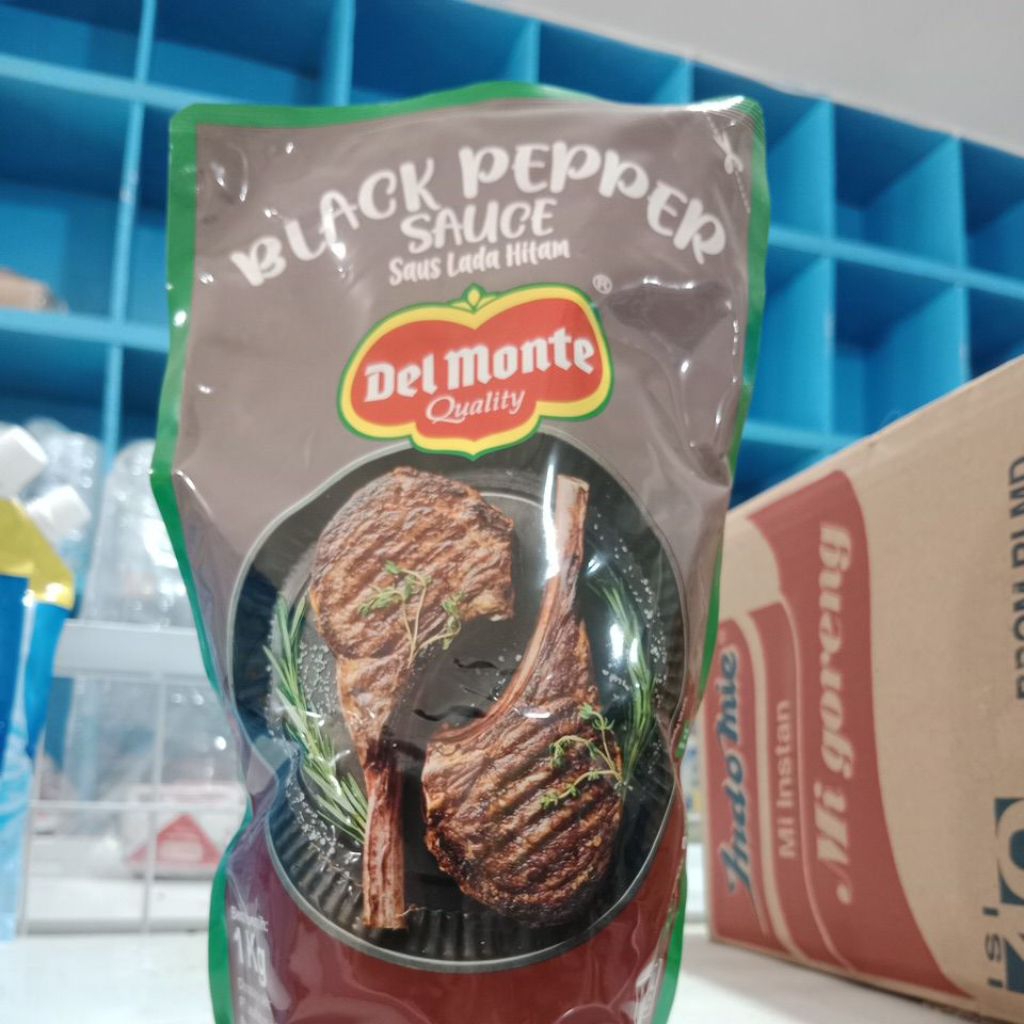 BLACK PEPPER
SAUCE
Saus Lada Hitam
®
Del Monte
Quality
1 Kg
Indomie
Mi Instan
Mi goreng